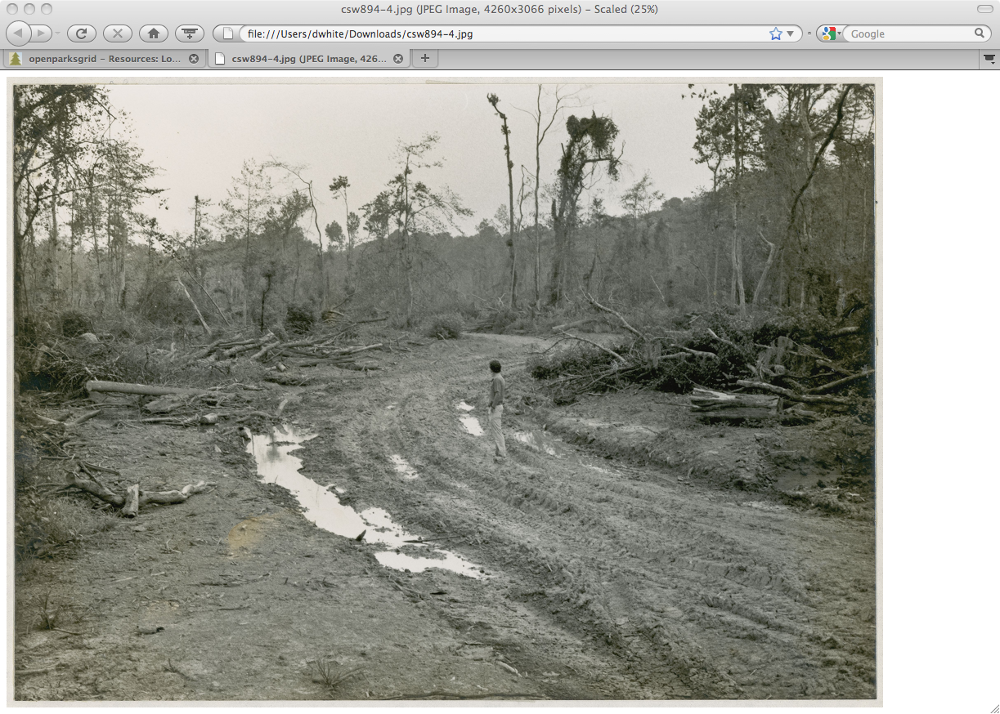 csw894-4.jpg (JPEG Image, 4260x3066 pixels) – Scaled (25%)
file:///Users/dwhite/Downloads/csw894-4.jpg
Google
openparksgrid – Resources: Lo...
csw894-4.jpg (JPEG Image, 426...